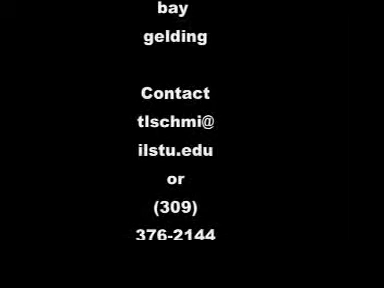 bay
gelding
Contact
tlschmi@
ilstu.edu
or
(309)
376-2144